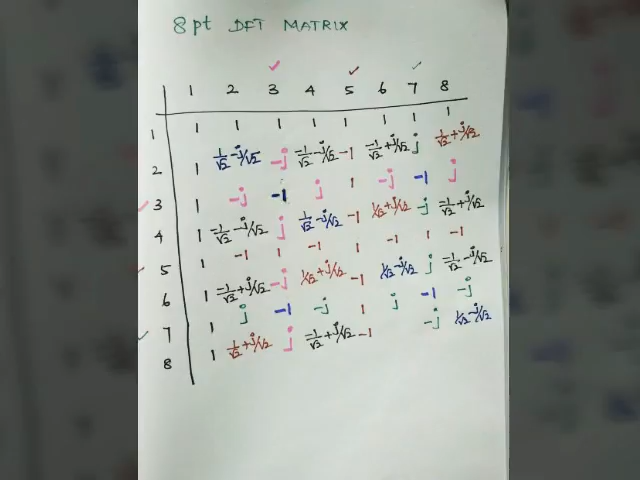 8pt DFT MATRIX
✓ ✓ ✓
1 2 3 4 5 6 7 8
1 1 1 1 1 1 1 1 1
2 1 1/√2 -j/√2 -j -1/√2 -j/√2 -1 -1/√2 +j/√2 j 1/√2 +j/√2
✓ 3 1 -j -1 j 1 -j -1 j
4 1 -1/√2 -j/√2 j 1/√2 -j/√2 -1 1/√2 +j/√2 -j -1/√2 +j/√2
✓ 5 1 -1 1 -1 1 -1 1 -1
6 1 -1/√2 +j/√2 -j 1/√2 +j/√2 -1 1/√2 -j/√2 j -1/√2 -j/√2
✓ 7 1 j -1 -j 1 j -1 -j
8 1 1/√2 +j/√2 j -1/√2 +j/√2 -1 -j 1/√2 -j/√2